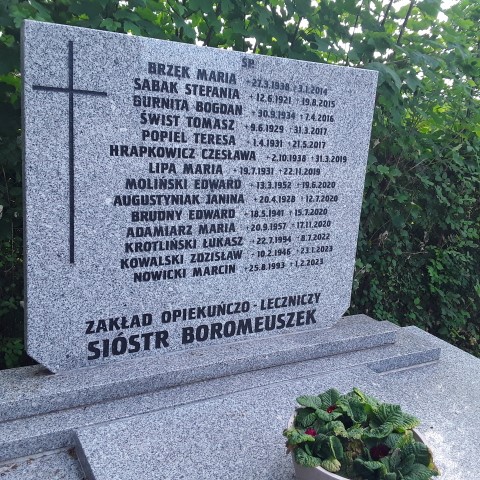 ŚP.
BRZĘK MARIA *27.3.1938 +3.1.2014
SABAK STEFANIA *12.6.1921 +19.8.2015
BURNITA BOGDAN *30.9.1934 +7.4.2016
ŚWIST TOMASZ *9.6.1929 +31.3.2017
POPIEL TERESA *1.4.1931 +21.5.2017
HRAPKOWICZ CZESŁAWA *2.10.1938 +31.3.2019
LIPA MARIA *19.7.1931 +22.11.2019
MOLIŃSKI EDWARD *13.3.1952 +19.6.2020
AUGUSTYNIAK JANINA *20.4.1928 +12.7.2020
BRUDNY EDWARD *18.5.1941 +15.7.2020
ADAMIARZ MARIA *20.9.1957 +17.11.2020
KROTLIŃSKI ŁUKASZ *22.7.1994 +8.7.2022
KOWALSKI ZDZISŁAW *10.2.1946 +23.1.2023
NOWICKI MARCIN *25.8.1993 +1.2.2023
ZAKŁAD OPIEKUŃCZO-LECZNICZY
SIÓSTR BOROMEUSZEK